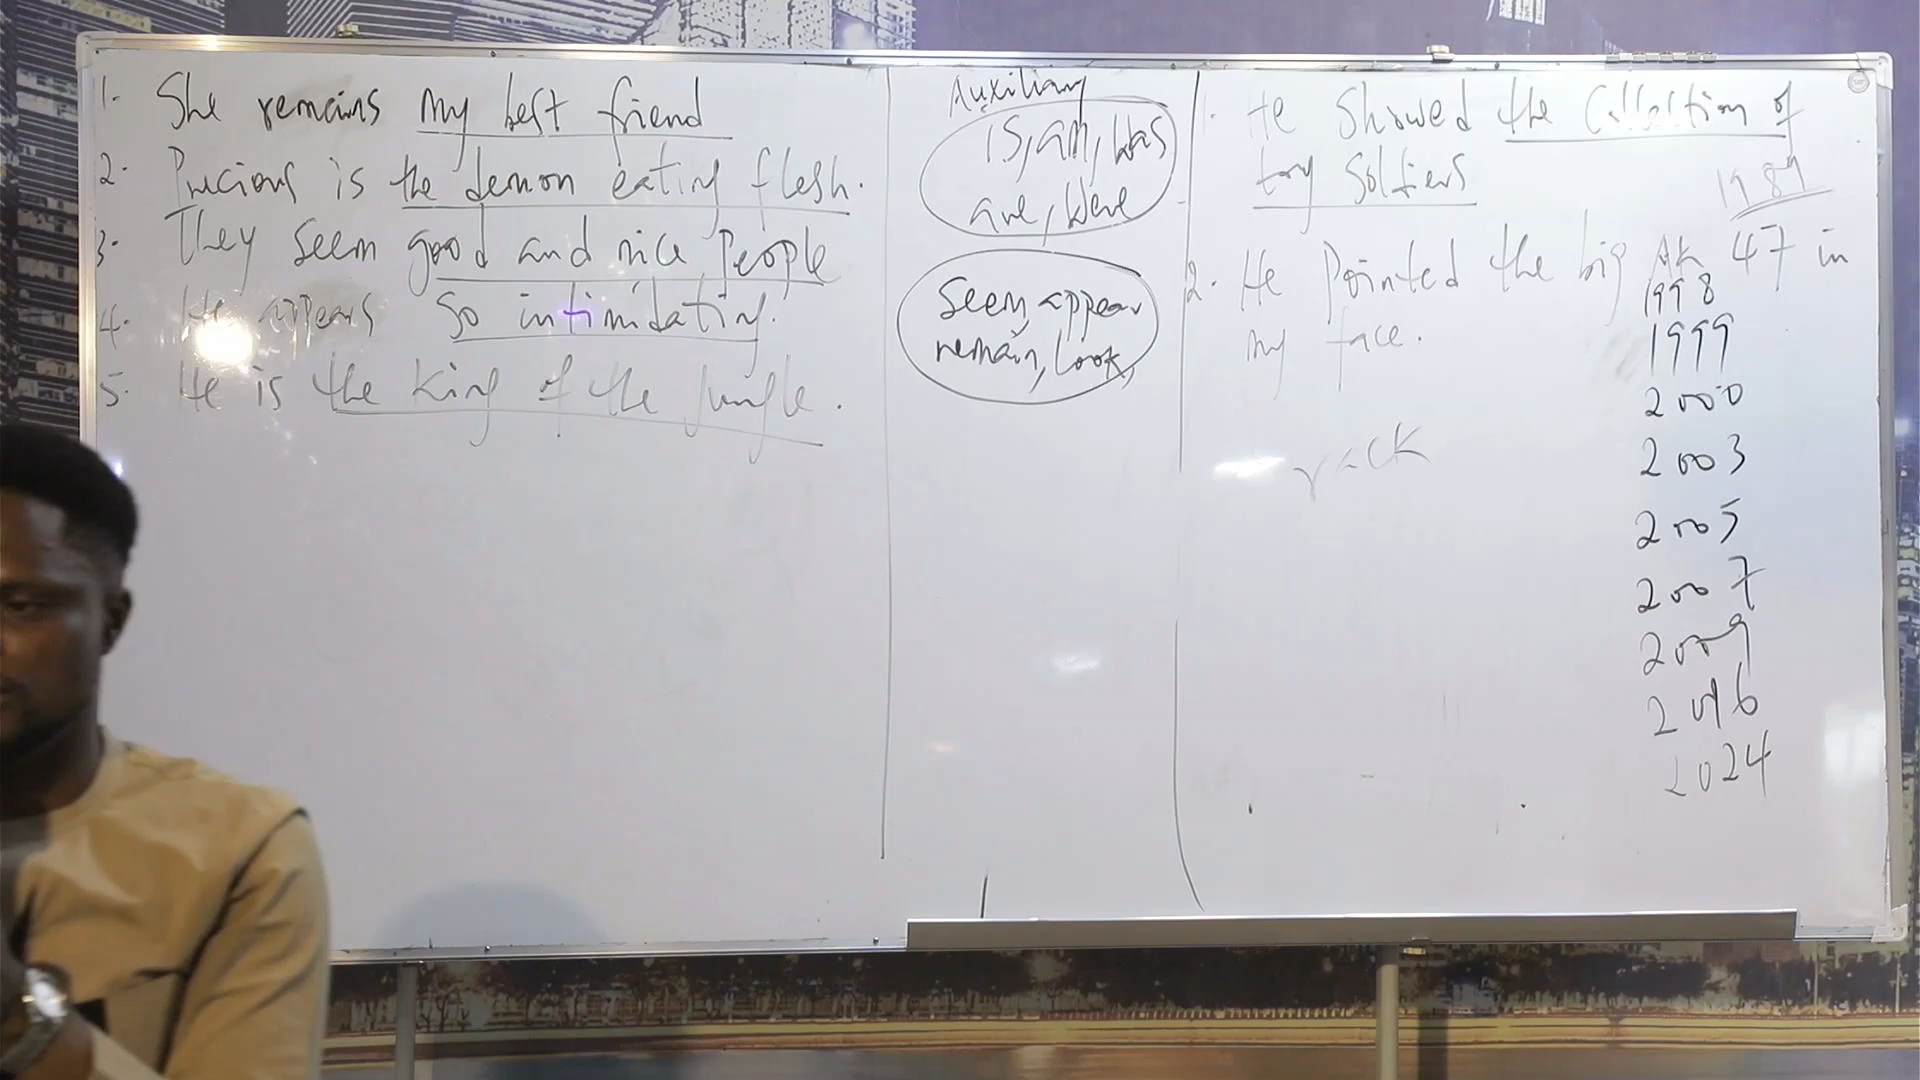 1. She remains my best friend
2. Precious is the demon eating flesh.
3. They seem good and nice People
4. He appears so intimidating.
5. He is the King of the Jungle.
Auxiliary
is, am, was
are, were
Seem, appear
remain, look,
1. He Showed the Collection of
toy Soldiers
2. He Pointed the big AK 47 in
my face.
rack
1989
1998
1999
2000
2003
2005
2007
2009
2016
2024